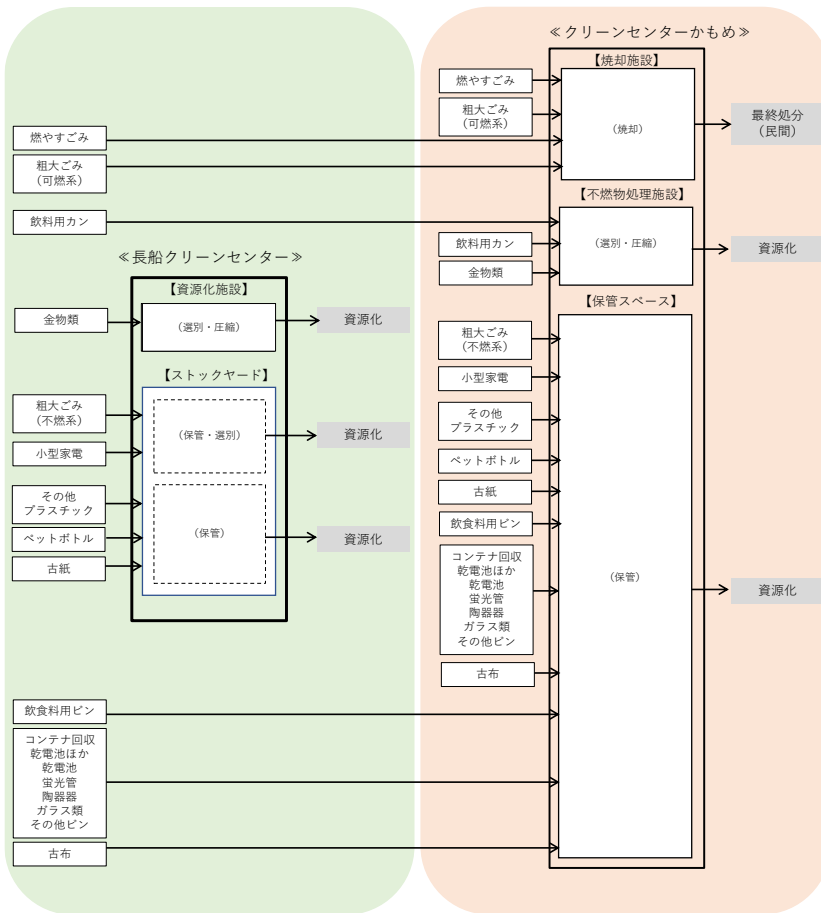 燃やすごみ
粗大ごみ
（可燃系）
飲料用カン
≪長船クリーンセンター≫
【資源化施設】
金物類
（選別・圧縮）
資源化
【ストックヤード】
粗大ごみ
（不燃系）
（保管・選別）
資源化
小型家電
その他
プラスチック
（保管）
資源化
ペットボトル
古紙
飲食料用ビン
コンテナ回収
乾電池ほか
乾電池
蛍光管
陶器器
ガラス類
その他ビン
古布
≪クリーンセンターかもめ≫
【焼却施設】
燃やすごみ
粗大ごみ
（可燃系）
（焼却）
最終処分
（民間）
【不燃物処理施設】
飲料用カン
（選別・圧縮）
資源化
金物類
【保管スペース】
粗大ごみ
（不燃系）
小型家電
その他
プラスチック
ペットボトル
古紙
飲食料用ビン
コンテナ回収
乾電池ほか
乾電池
蛍光管
陶器器
ガラス類
その他ビン
（保管）
資源化
古布